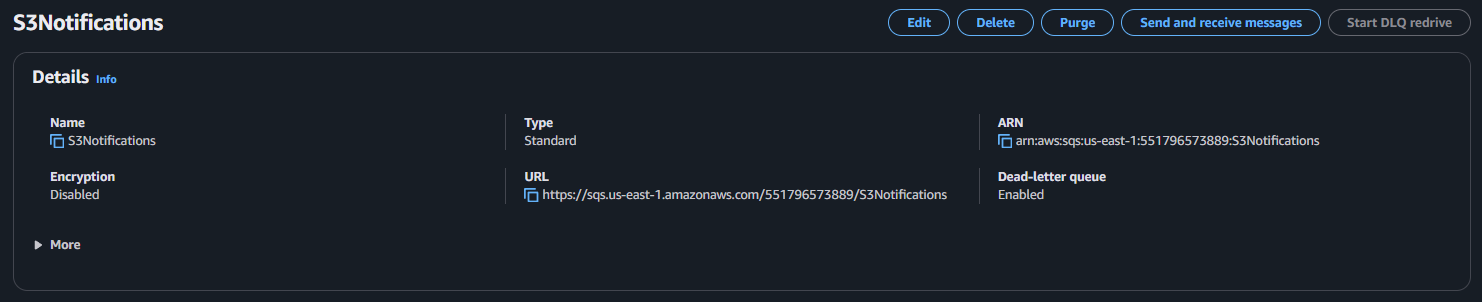 S3Notifications
Edit
Delete
Purge
Send and receive messages
Start DLQ redrive
Details Info
Name
S3Notifications
Type
Standard
ARN
arn:aws:sqs:us-east-1:551796573889:S3Notifications
Encryption
Disabled
URL
https://sqs.us-east-1.amazonaws.com/551796573889/S3Notifications
Dead-letter queue
Enabled
More